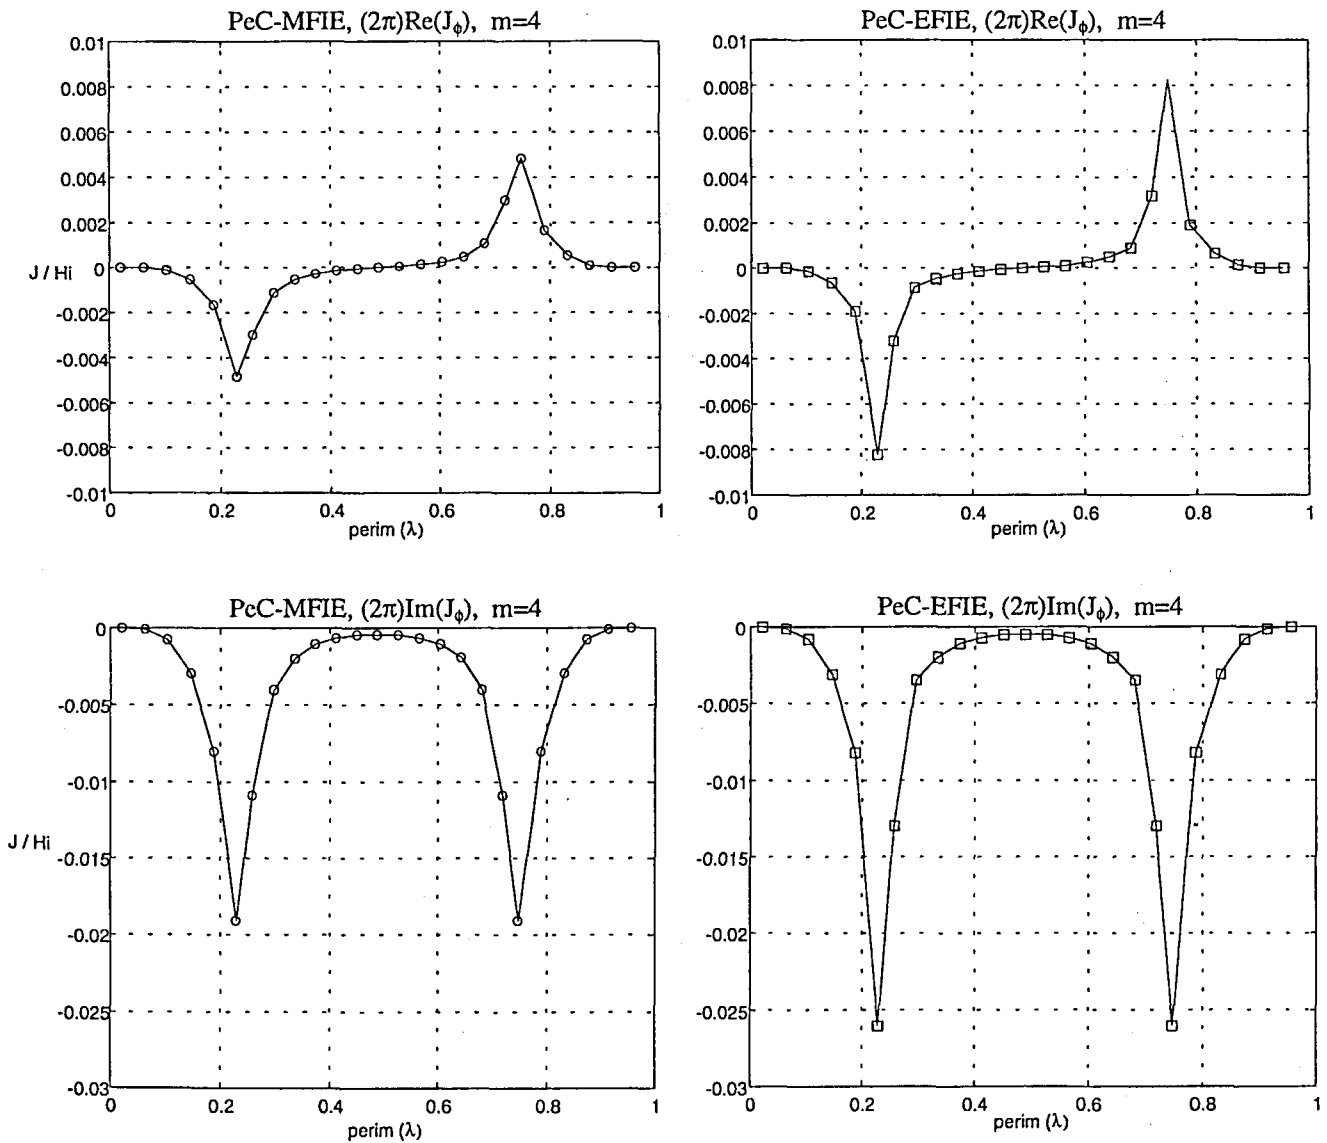 PeC-MFIE, (2π)Re(Jϕ), m=4
0.01
0.008
0.006
0.004
0.002
0
J / Hi
-0.002
-0.004
-0.006
-0.008
-0.01
0 0.2 0.4 0.6 0.8 1
perim (λ)
PeC-EFIE, (2π)Re(Jϕ), m=4
0.01
0.008
0.006
0.004
0.002
0
-0.002
-0.004
-0.006
-0.008
-0.01
0 0.2 0.4 0.6 0.8 1
perim (λ)
PeC-MFIE, (2π)Im(Jϕ), m=4
0
-0.005
-0.01
J / Hi
-0.015
-0.02
-0.025
-0.03
0 0.2 0.4 0.6 0.8 1
perim (λ)
PeC-EFIE, (2π)Im(Jϕ), m=4
0
-0.005
-0.01
-0.015
-0.02
-0.025
-0.03
0 0.2 0.4 0.6 0.8 1
perim (λ)